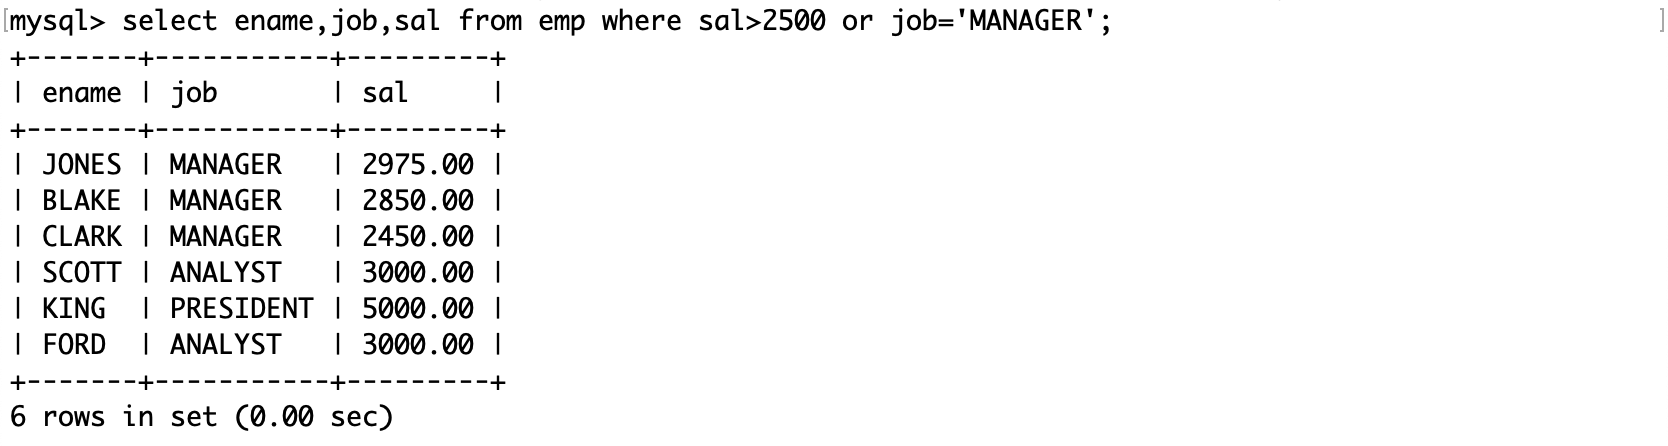 [mysql> select ename,job,sal from emp where sal>2500 or job='MANAGER'; ]
+-------+-----------+---------+
| ename | job       | sal     |
+-------+-----------+---------+
| JONES | MANAGER   | 2975.00 |
| BLAKE | MANAGER   | 2850.00 |
| CLARK | MANAGER   | 2450.00 |
| SCOTT | ANALYST   | 3000.00 |
| KING  | PRESIDENT | 5000.00 |
| FORD  | ANALYST   | 3000.00 |
+-------+-----------+---------+
6 rows in set (0.00 sec)